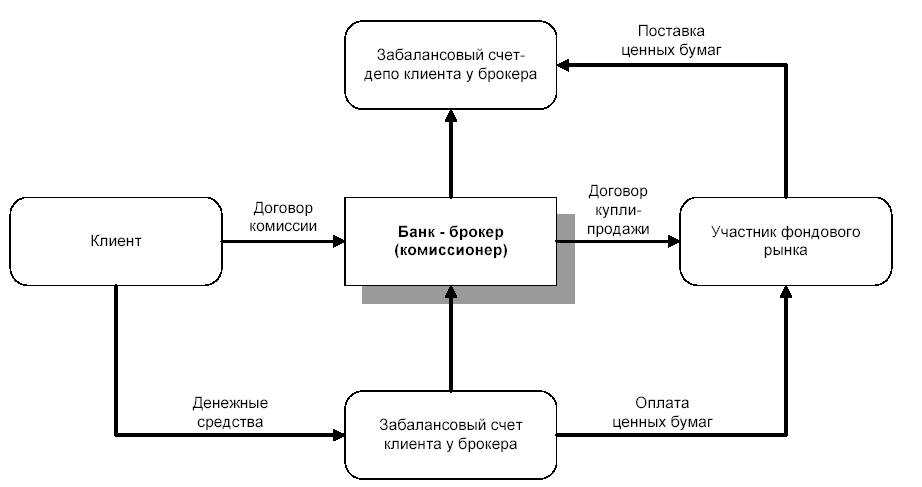 Забалансовый счет-
депо клиента у брокера
Поставка
ценных бумаг
Клиент
Договор
комиссии
Банк - брокер
(комиссионер)
Договор
купли-
продажи
Участник фондового
рынка
Денежные
средства
Забалансовый счет
клиента у брокера
Оплата
ценных бумаг